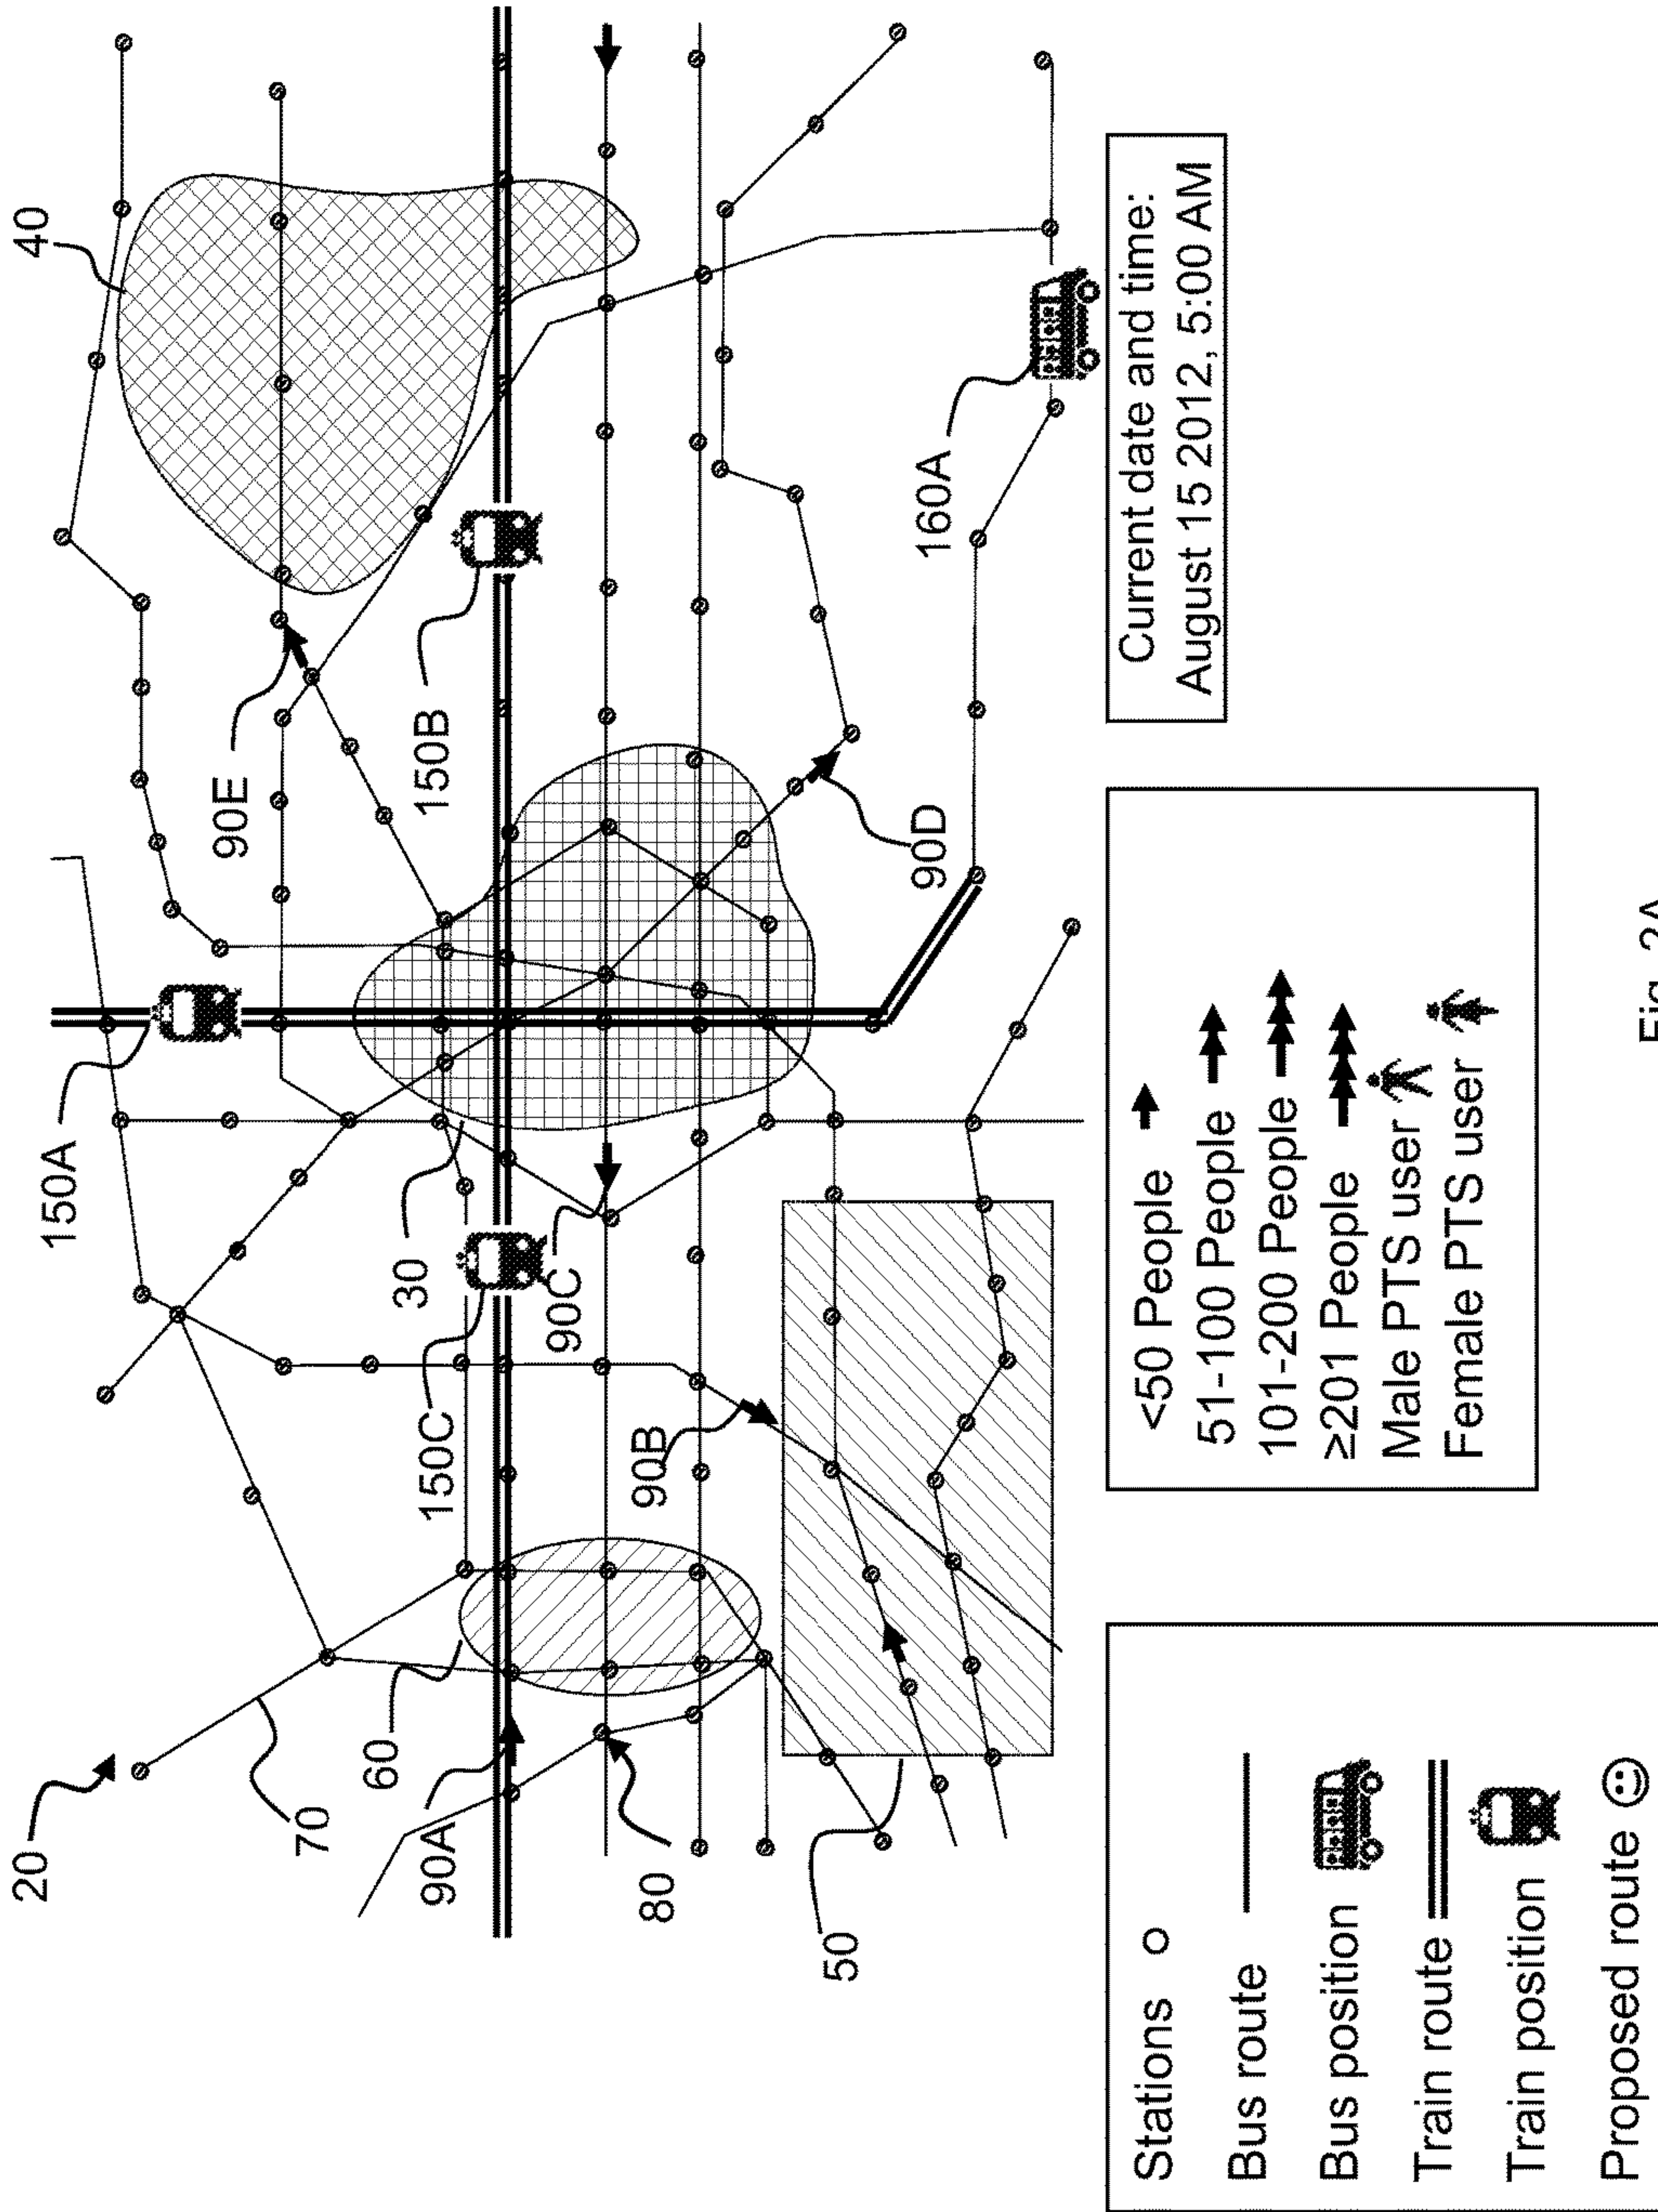 20
40
150A
90E
70
60
30
150B
90A
150C
90C
90B
80
50
90D
160A
Stations
Bus route
Bus position
Train route
Train position
Proposed route
<50 People
51-100 People
101-200 People
≥201 People
Male PTS user
Female PTS user
Current date and time:
August 15 2012, 5:00 AM
Fig. 2A